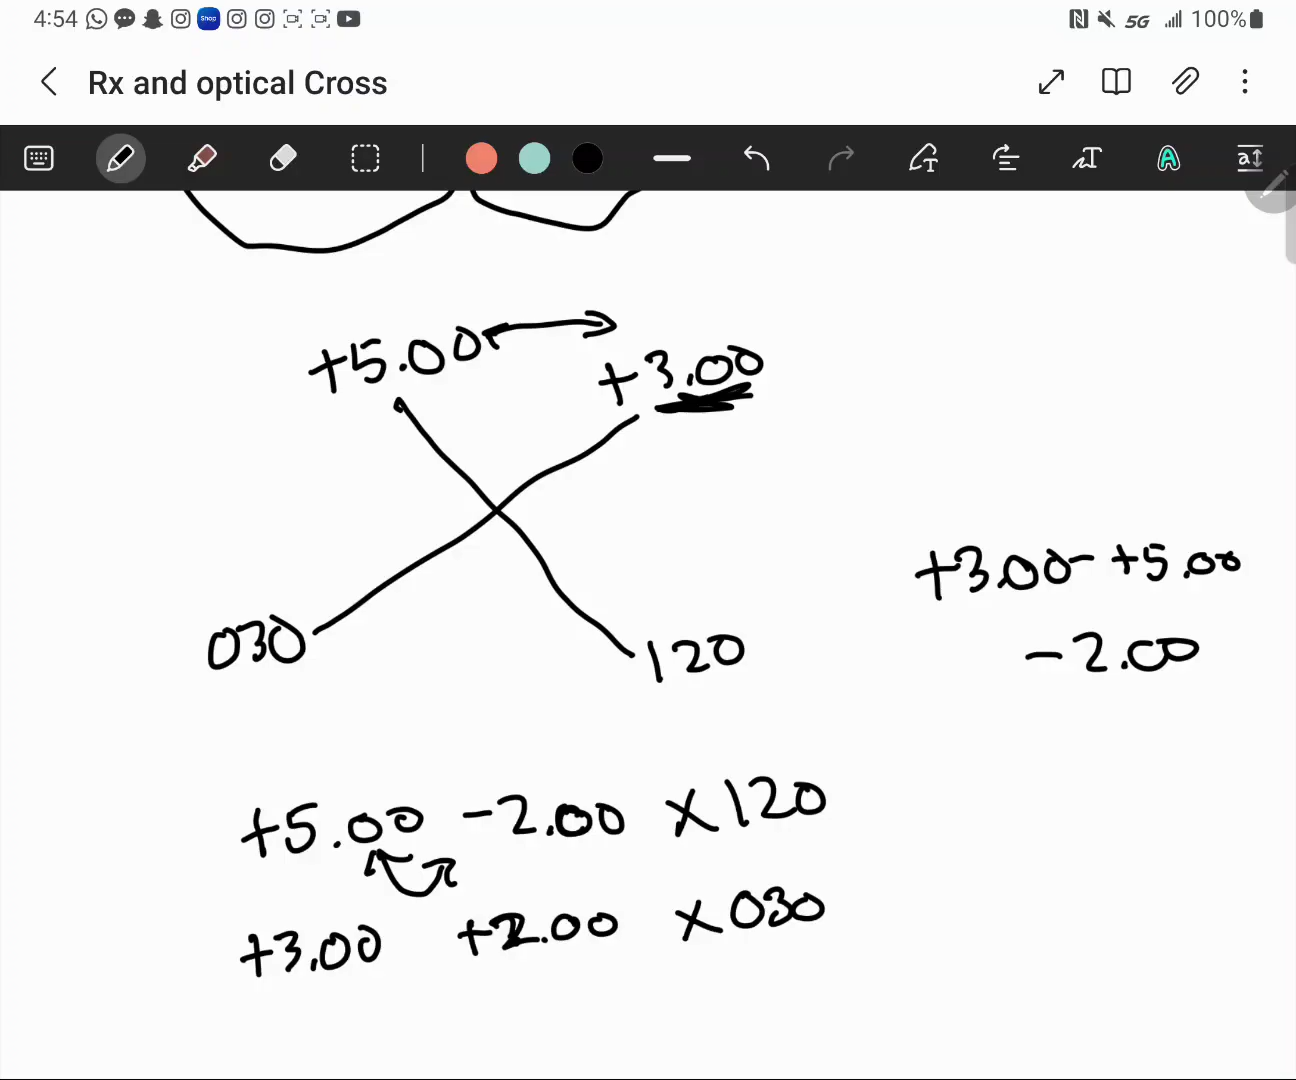 4:54
Shop
5G
100%
Rx and optical Cross
T
T
A
a
+5.00
+3.00
+3.00 - +5.00
-2.00
030
120
+5.00 -2.00 x120
+3.00 +2.00 x030